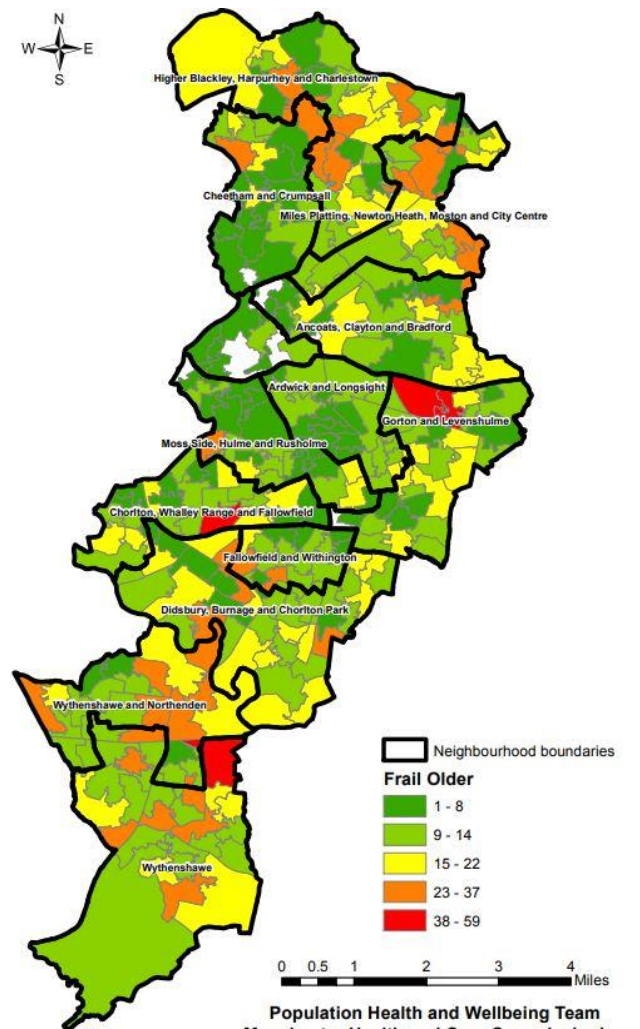 N
W E
S
Higher Blackley, Harpurhey and Charlestown
Cheetham and Crumpsall
Miles Platting, Newton Heath, Moston and City Centre
Ancoats, Clayton and Bradford
Ardwick and Longsight
Gorton and Levenshulme
Moss Side, Hulme and Rusholme
Chorlton, Whalley Range and Fallowfield
Fallowfield and Withington
Didsbury, Burnage and Chorlton Park
Wythenshawe and Northenden
Neighbourhood boundaries
Frail Older
1 - 8
9 - 14
15 - 22
23 - 37
38 - 59
Wythenshawe
0 0.5 1 2 3 4
Miles
Population Health and Wellbeing Team